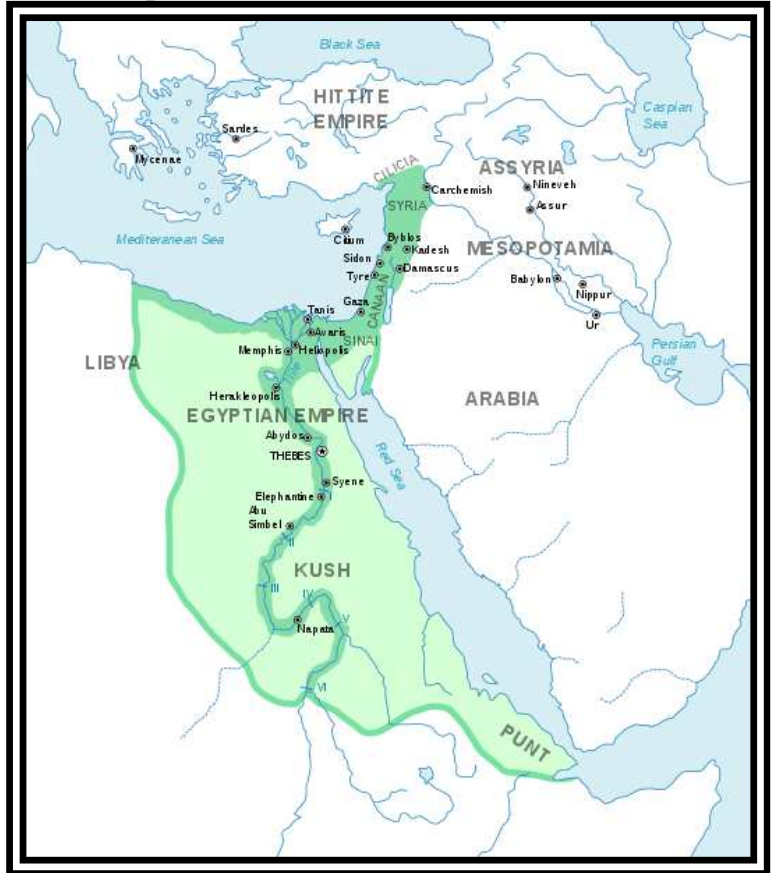 Black Sea
HITTITE
EMPIRE
Caspian
Sea
Sardes
Mycenae
CILICIA
ASSYRIA
Carchemish
Nineveh
SYRIA
Assur
Mediteranean Sea
Citium
Byblos
Kadesh
MESOPOTAMIA
Sidon
Damascus
Tyre
Babylon
Nippur
CANAAN
Gaza
Ur
Tanis
Avaris
SINAI
Memphis
Heliopolis
Persian
Gulf
LIBYA
Nile
Herakleopolis
ARABIA
EGYPTIAN EMPIRE
Abydos
THEBES
Red Sea
Syene
Elephantine
I
Abu
Simbel
II
KUSH
III
IV
Napata
V
VI
PUNT